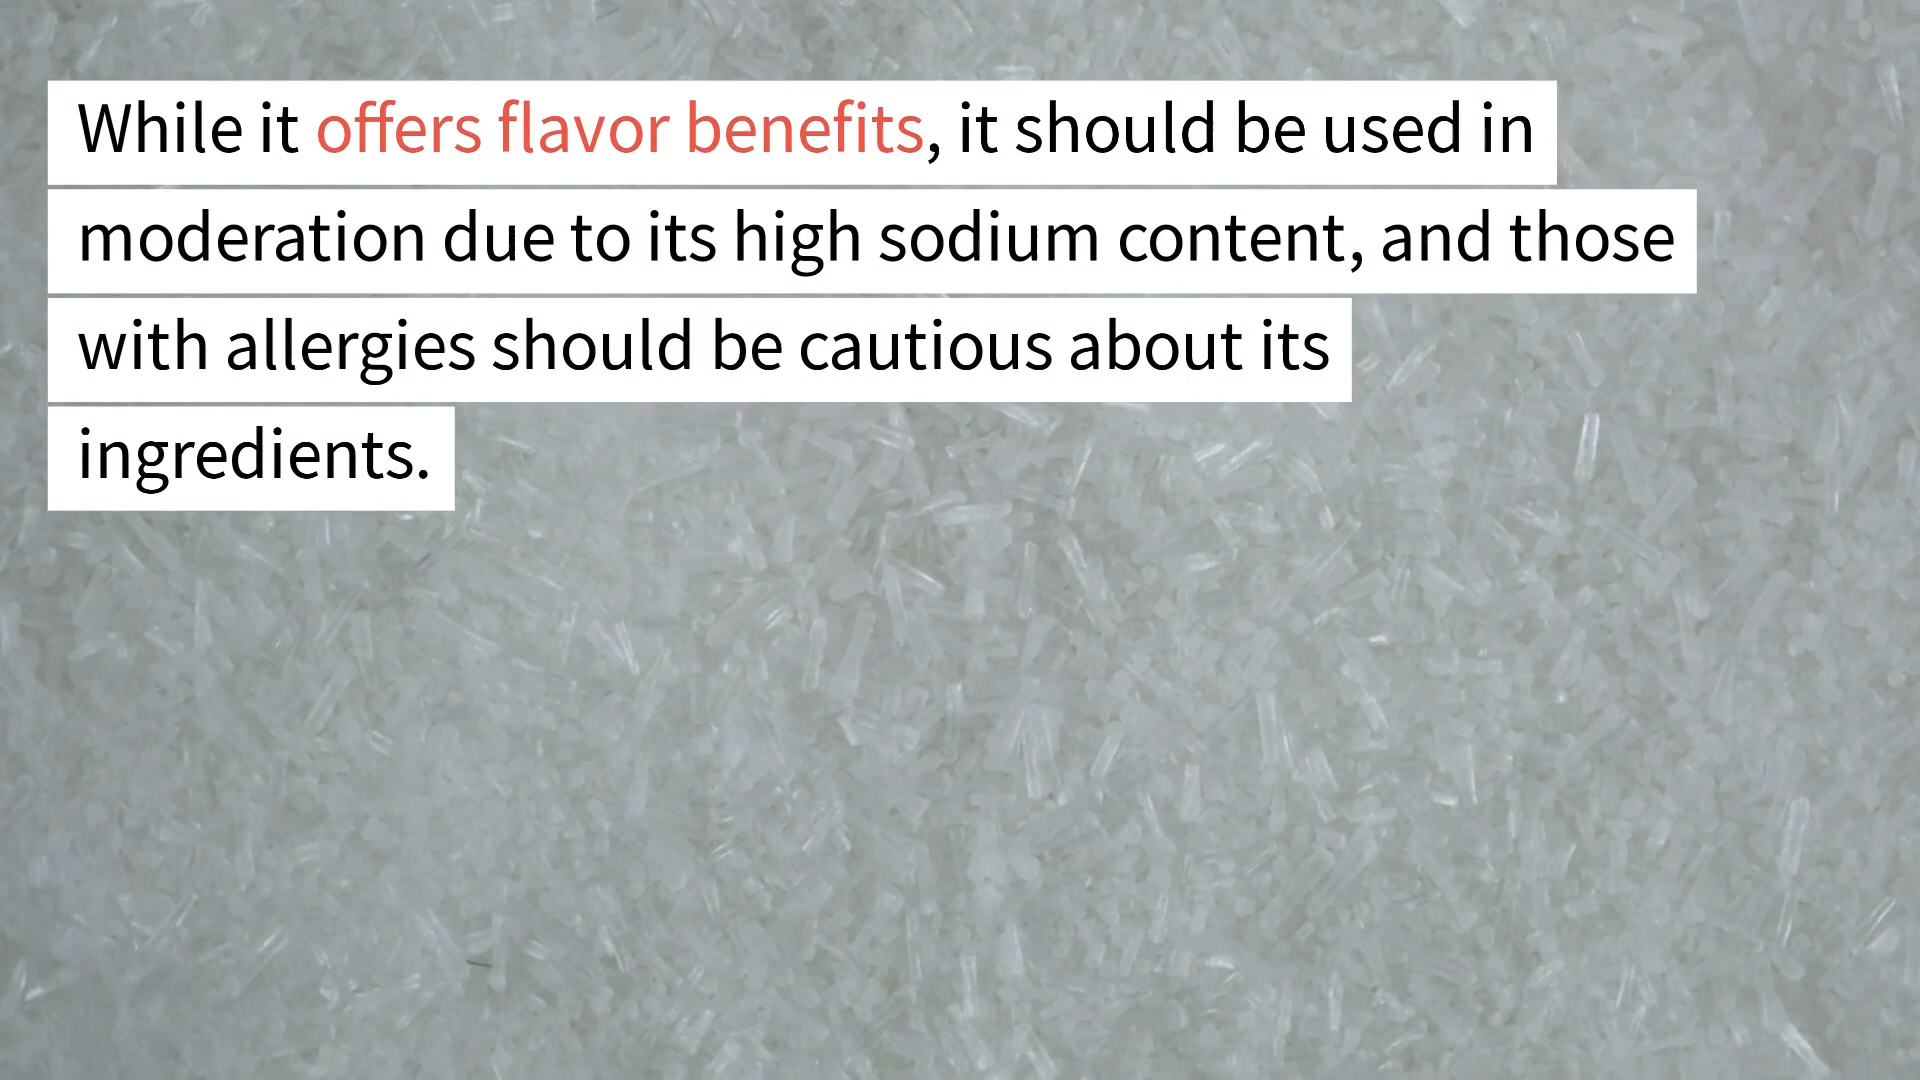 While it offers flavor benefits, it should be used in
moderation due to its high sodium content, and those
with allergies should be cautious about its
ingredients.